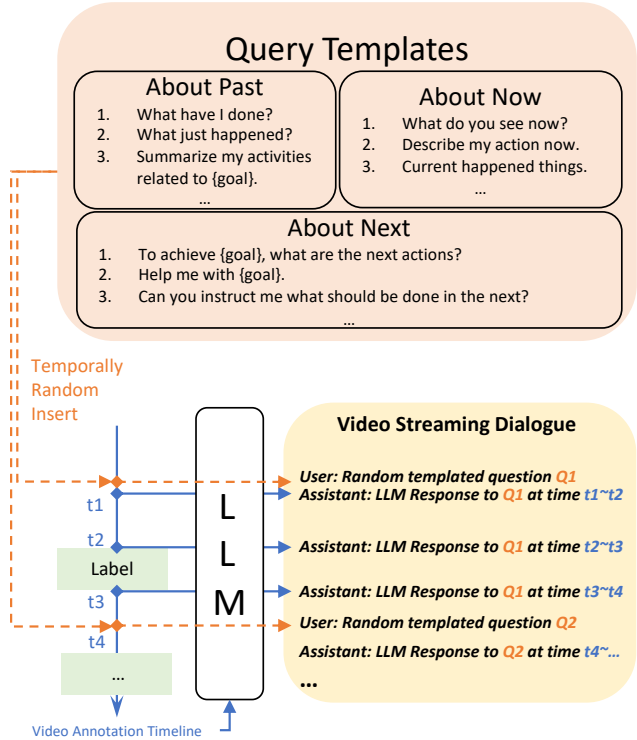 Query Templates
About Past
1. What have I done?
2. What just happened?
3. Summarize my activities
related to {goal}.
...
About Now
1. What do you see now?
2. Describe my action now.
3. Current happened things.
...
About Next
1. To achieve {goal}, what are the next actions?
2. Help me with {goal}.
3. Can you instruct me what should be done in the next?
...
Temporally
Random
Insert
t1
t2
Label
t3
t4
...
Video Annotation Timeline
L
L
M
Video Streaming Dialogue
User: Random templated question Q1
Assistant: LLM Response to Q1 at time t1~t2
Assistant: LLM Response to Q1 at time t2~t3
Assistant: LLM Response to Q1 at time t3~t4
User: Random templated question Q2
Assistant: LLM Response to Q2 at time t4~...
...